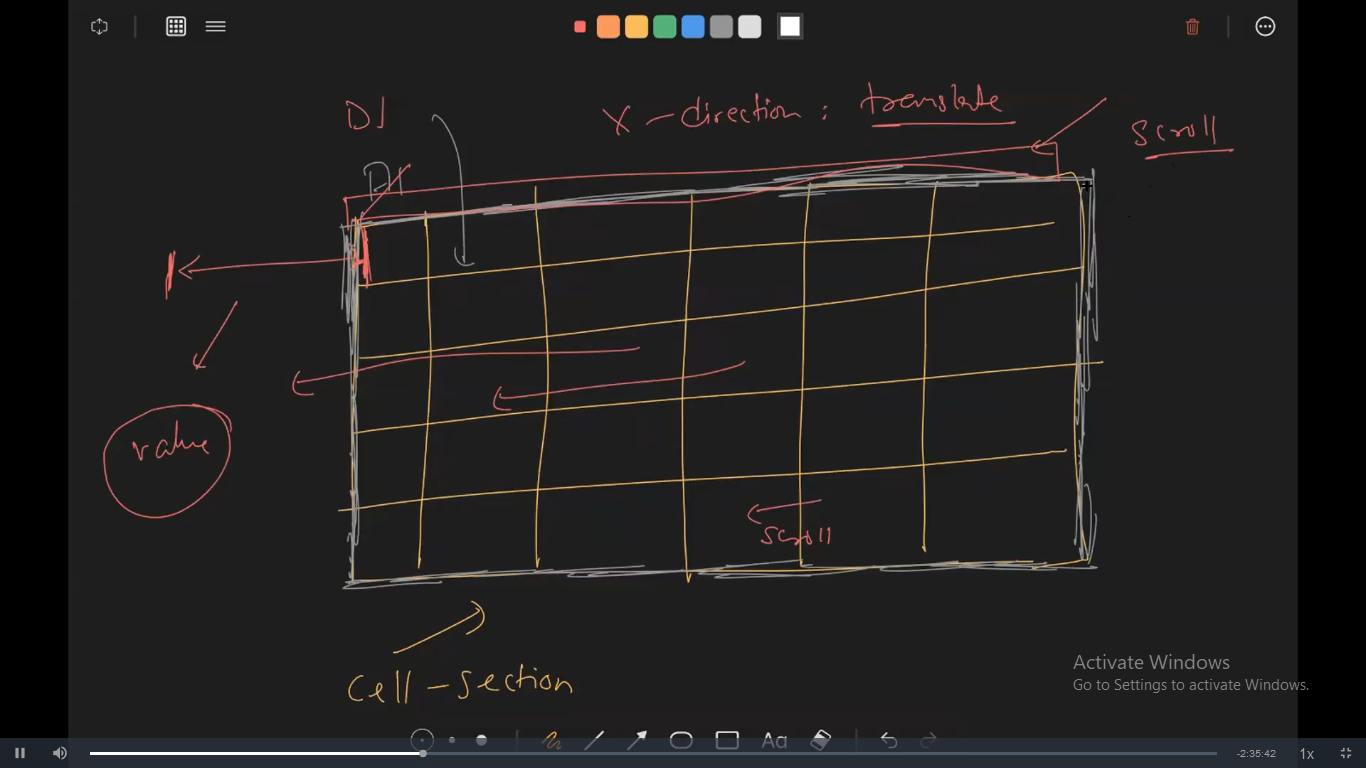 DI
X - direction : translate
Scroll
value
Scroll
Cell - Section
Activate Windows
Go to Settings to activate Windows.
Aa
-2:35:42
1x